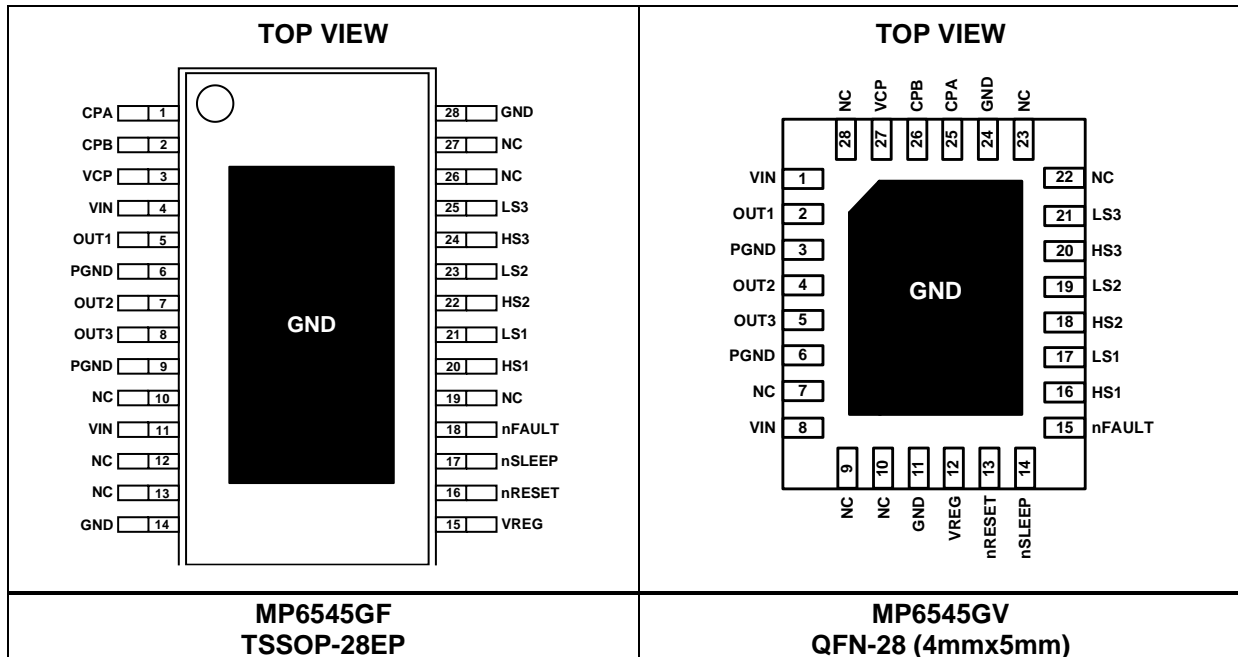 TOP VIEW
CPA 1
CPB 2
VCP 3
VIN 4
OUT1 5
PGND 6
OUT2 7
OUT3 8
PGND 9
NC 10
VIN 11
NC 12
NC 13
GND 14
GND
28 GND
27 NC
26 NC
25 LS3
24 HS3
23 LS2
22 HS2
21 LS1
20 HS1
19 NC
18 nFAULT
17 nSLEEP
16 nRESET
15 VREG
MP6545GF
TSSOP-28EP
TOP VIEW
NC VCP CPB CPA GND NC
28 27 26 25 24 23
VIN 1
OUT1 2
PGND 3
OUT2 4
OUT3 5
PGND 6
NC 7
VIN 8
GND
22 NC
21 LS3
20 HS3
19 LS2
18 HS2
17 LS1
16 HS1
15 nFAULT
9 10 11 12 13 14
NC NC GND VREG nRESET nSLEEP
MP6545GV
QFN-28 (4mmx5mm)